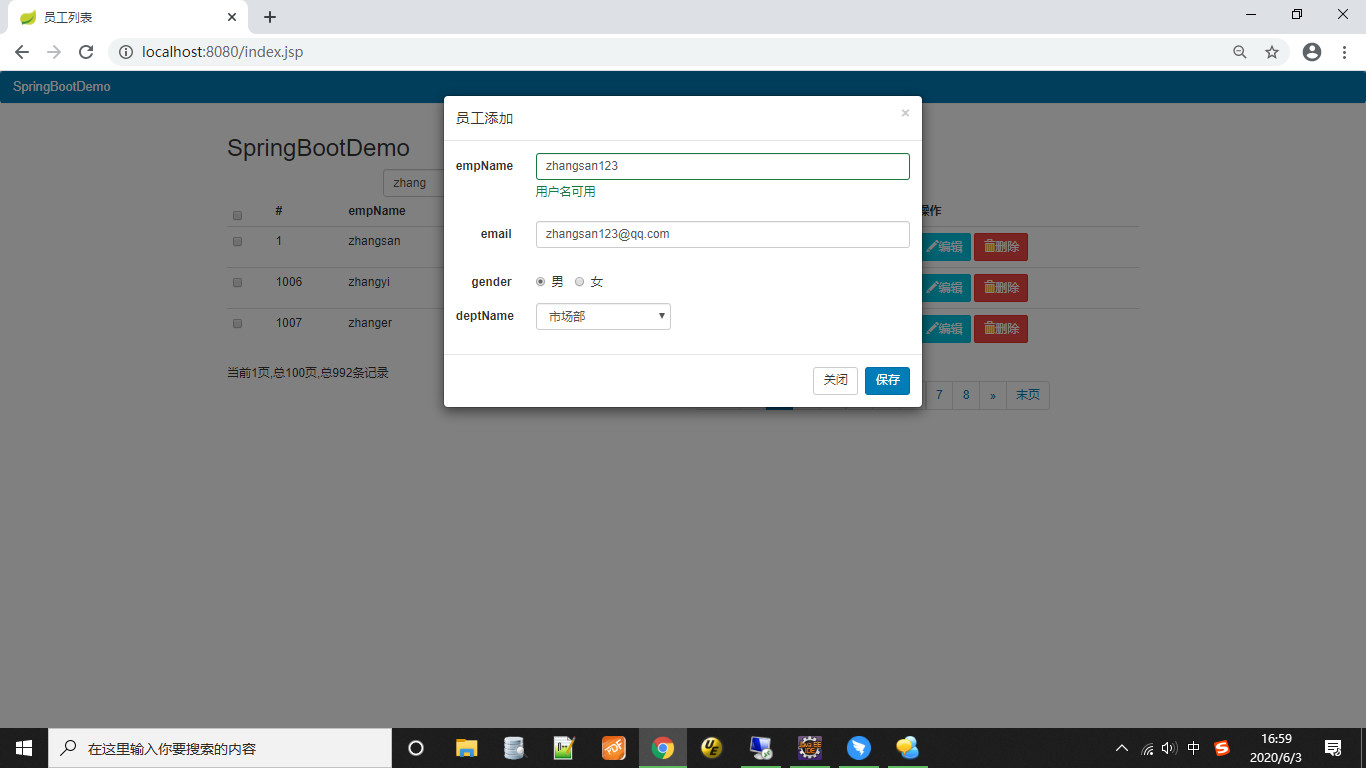 员工列表
localhost:8080/index.jsp
SpringBootDemo
SpringBootDemo
zhang
# empName
操作
1 zhangsan 编辑 删除
1006 zhangyi 编辑 删除
1007 zhanger 编辑 删除
当前1页,总100页,总992条记录
7 8 » 末页
员工添加 ×
empName zhangsan123
用户名可用
email zhangsan123@qq.com
gender 男 女
deptName 市场部
关闭 保存
在这里输入你要搜索的内容
中
16:59
2020/6/3